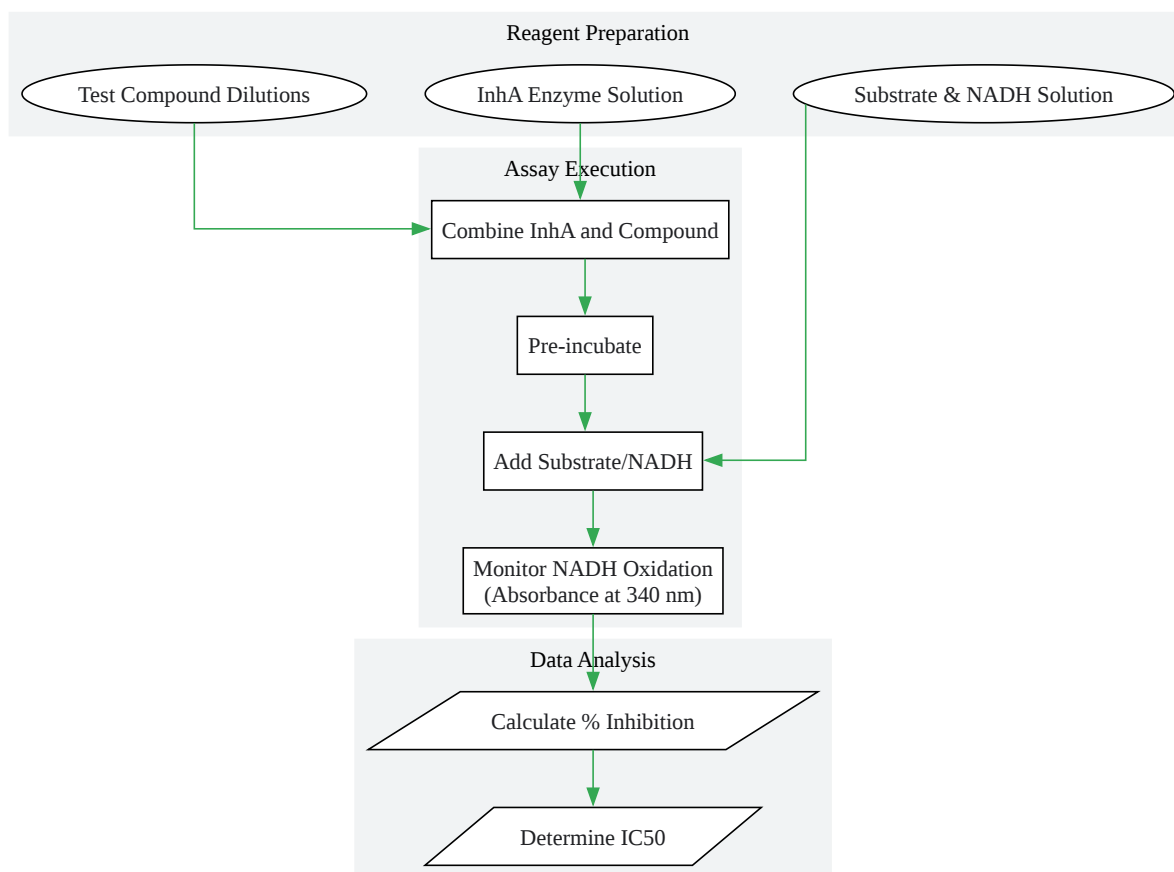 Reagent Preparation
Test Compound Dilutions
InhA Enzyme Solution
Substrate & NADH Solution
Assay Execution
Combine InhA and Compound
Pre-incubate
Add Substrate/NADH
Monitor NADH Oxidation
(Absorbance at 340 nm)
Data Analysis
Calculate % Inhibition
Determine IC50